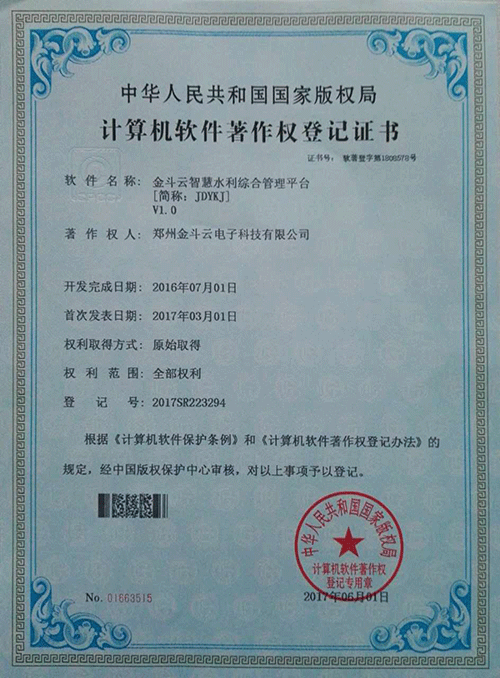 中华人民共和国国家版权局
计算机软件著作权登记证书
证书号： 软著登字第1808578号
软件名称： 金斗云智慧水利综合管理平台
[简称：JDYKJ]
V1.0
著作权人： 郑州金斗云电子科技有限公司
开发完成日期： 2016年07月01日
首次发表日期： 2017年03月01日
权利取得方式： 原始取得
权利范围： 全部权利
登记号： 2017SR223294
根据《计算机软件保护条例》和《计算机软件著作权登记办法》的
规定，经中国版权保护中心审核，对以上事项予以登记。
中华人民共和国国家版权局
计算机软件著作权
登记专用章
No. 01663515
2017年06月01日